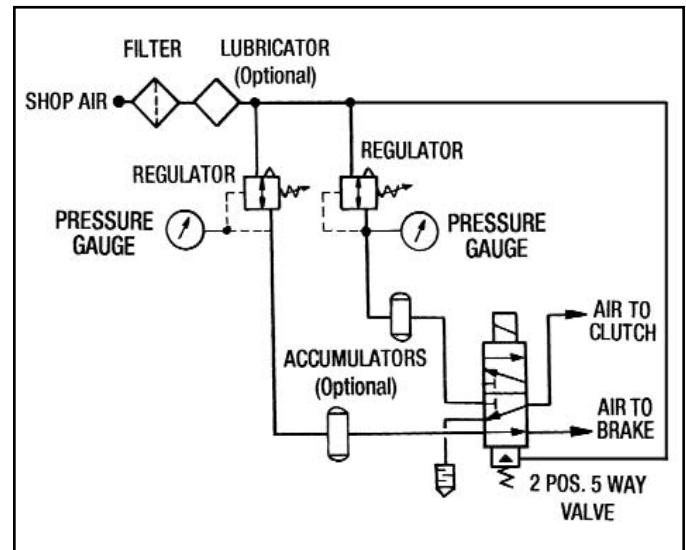 FILTER
LUBRICATOR
(Optional)
SHOP AIR
REGULATOR
REGULATOR
PRESSURE
GAUGE
PRESSURE
GAUGE
AIR TO
CLUTCH
ACCUMULATORS
(Optional)
AIR TO
BRAKE
2 POS. 5 WAY
VALVE